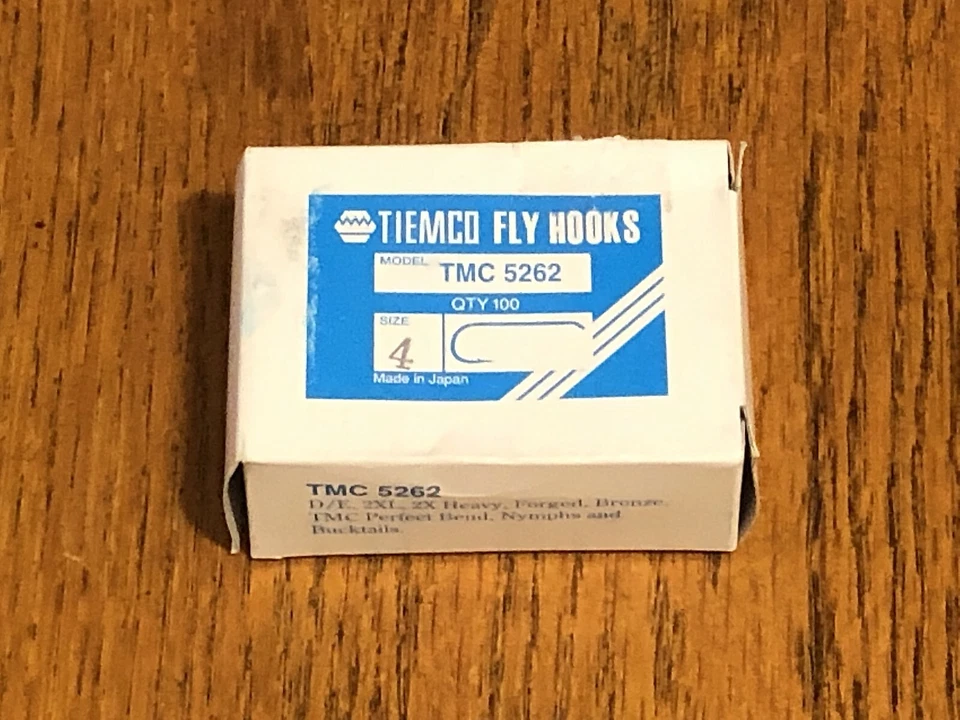 TIEMCO FLY HOOKS
MODEL TMC 5262
QTY 100
SIZE
4
Made in Japan
TMC 5262
D/E, 2XL, 2X Heavy, Forged, Bronze,
TMC Perfect Bend, Nymphs and
Bucktails.